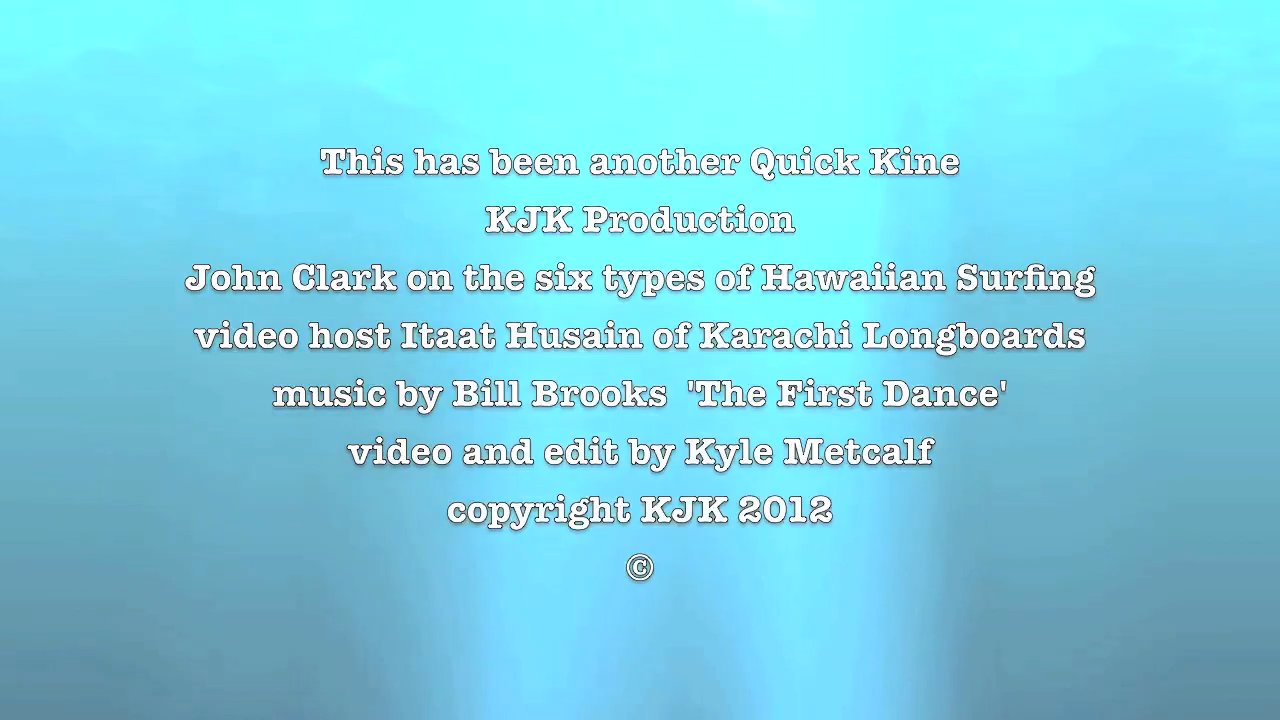 This has been another Quick Kine
KJK Production
John Clark on the six types of Hawaiian Surfing
video host Itaat Husain of Karachi Longboards
music by Bill Brooks  'The First Dance'
video and edit by Kyle Metcalf
copyright KJK 2012
©